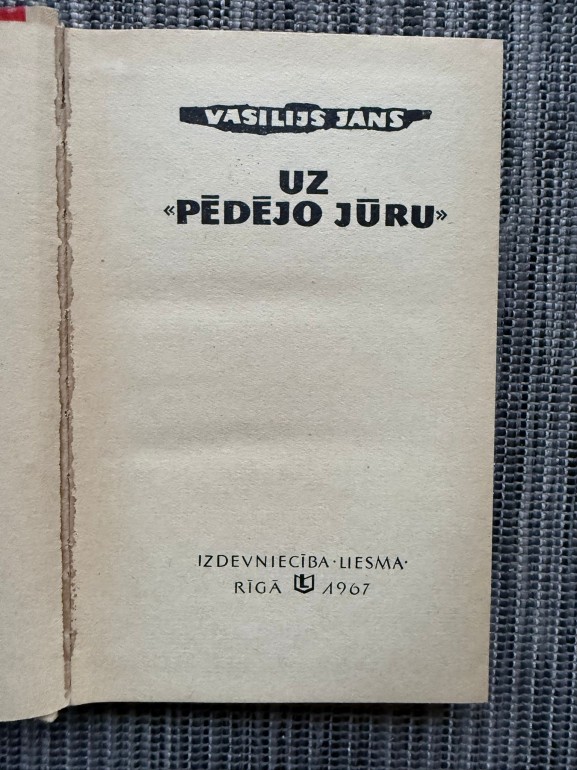 VASILIJS JANS
UZ
«PĒDĒJO JŪRU»
IZDEVNIECĪBA·LIESMA·
RĪGĀ L 1967